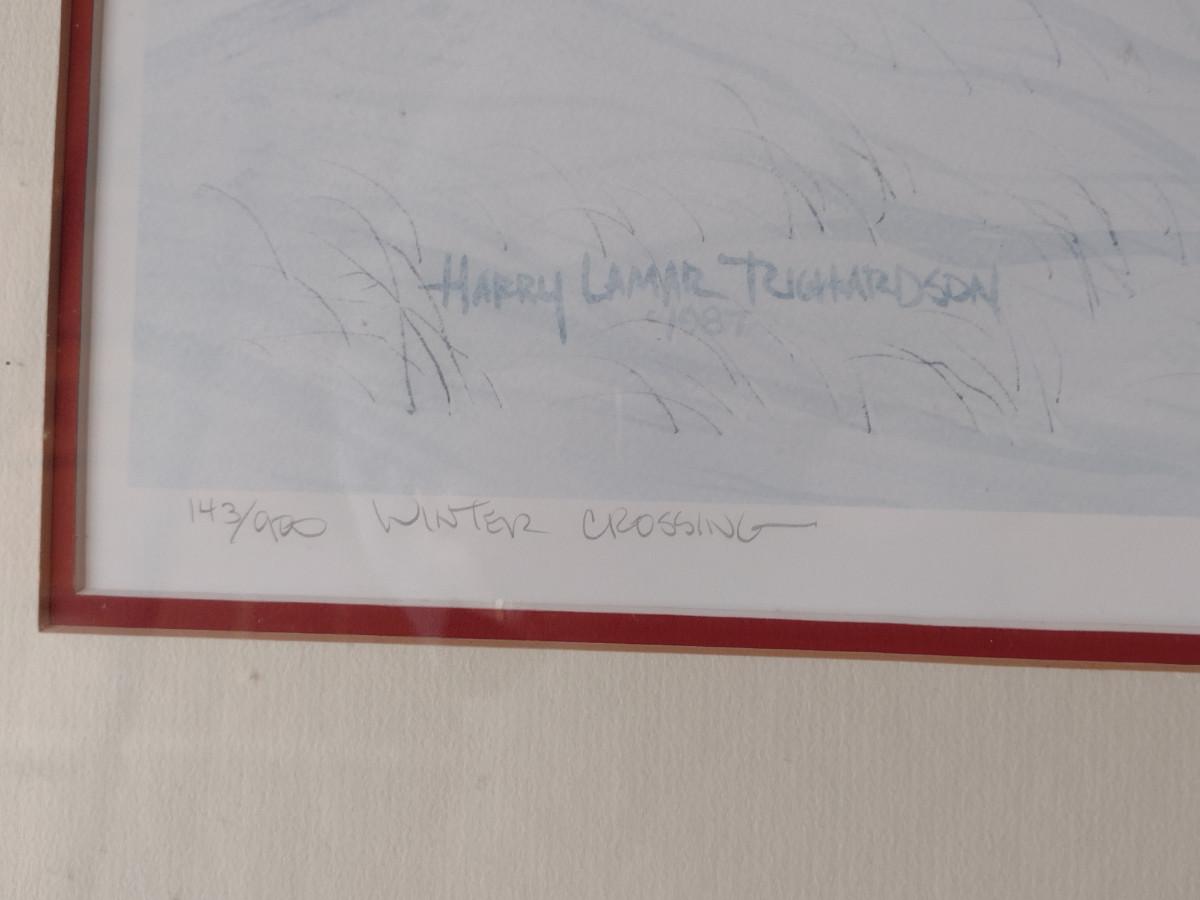 HARRY LAMAR RICHARDSON
1987
143/950 WINTER CROSSING